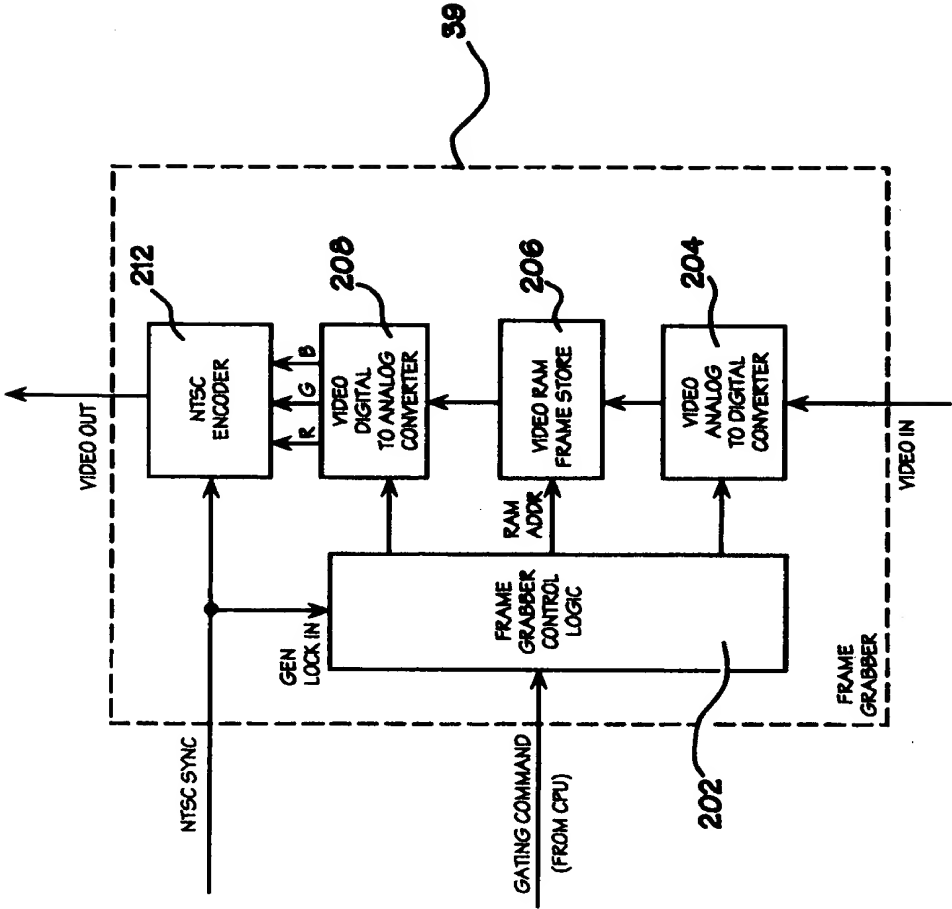 39
212
208
206
204
VIDEO OUT
NTSC
ENCODER
R
G
B
VIDEO
DIGITAL
TO ANALOG
CONVERTER
VIDEO RAM
FRAME STORE
VIDEO
ANALOG
TO DIGITAL
CONVERTER
VIDEO IN
RAM
ADDR
GEN
LOCK IN
FRAME
GRABBER
CONTROL
LOGIC
FRAME
GRABBER
NTSC SYNC
GATING COMMAND
(FROM CPU)
202